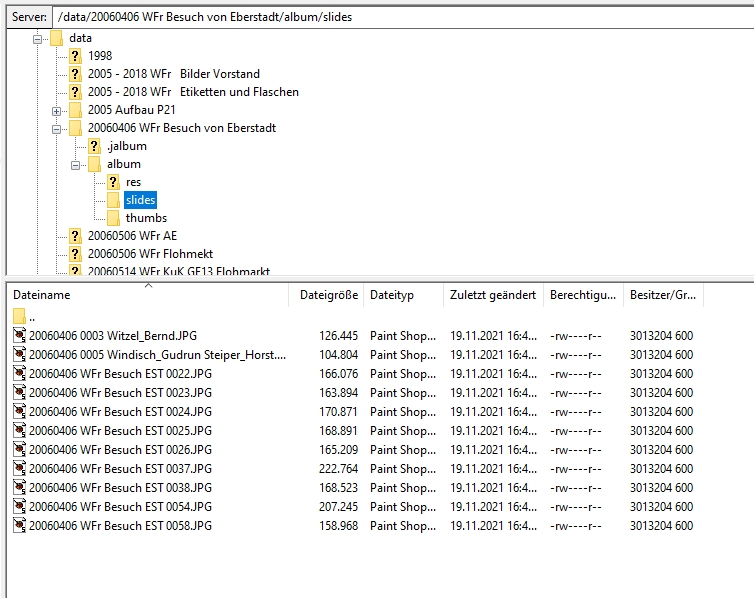 Server: /data/20060406 WFr Besuch von Eberstadt/album/slides
data
? 1998
? 2005 - 2018 WFr Bilder Vorstand
? 2005 - 2018 WFr Etiketten und Flaschen
2005 Aufbau P21
20060406 WFr Besuch von Eberstadt
? .jalbum
album
? res
slides
thumbs
? 20060506 WFr AE
? 20060506 WFr Flohmekt
? 20060514 WFr KuK GF13 Flohmarkt
Dateiname Dateigröße Dateityp Zuletzt geändert Berechtigu... Besitzer/Gr...
..
20060406 0003 Witzel_Bernd.JPG 126.445 Paint Shop... 19.11.2021 16:4... -rw----r-- 3013204 600
20060406 0005 Windisch_Gudrun Steiper_Horst.... 104.804 Paint Shop... 19.11.2021 16:4... -rw----r-- 3013204 600
20060406 WFr Besuch EST 0022.JPG 166.076 Paint Shop... 19.11.2021 16:4... -rw----r-- 3013204 600
20060406 WFr Besuch EST 0023.JPG 163.894 Paint Shop... 19.11.2021 16:4... -rw----r-- 3013204 600
20060406 WFr Besuch EST 0024.JPG 170.871 Paint Shop... 19.11.2021 16:4... -rw----r-- 3013204 600
20060406 WFr Besuch EST 0025.JPG 168.891 Paint Shop... 19.11.2021 16:4... -rw----r-- 3013204 600
20060406 WFr Besuch EST 0026.JPG 165.209 Paint Shop... 19.11.2021 16:4... -rw----r-- 3013204 600
20060406 WFr Besuch EST 0037.JPG 222.764 Paint Shop... 19.11.2021 16:4... -rw----r-- 3013204 600
20060406 WFr Besuch EST 0038.JPG 168.523 Paint Shop... 19.11.2021 16:4... -rw----r-- 3013204 600
20060406 WFr Besuch EST 0054.JPG 207.245 Paint Shop... 19.11.2021 16:4... -rw----r-- 3013204 600
20060406 WFr Besuch EST 0058.JPG 158.968 Paint Shop... 19.11.2021 16:4... -rw----r-- 3013204 600